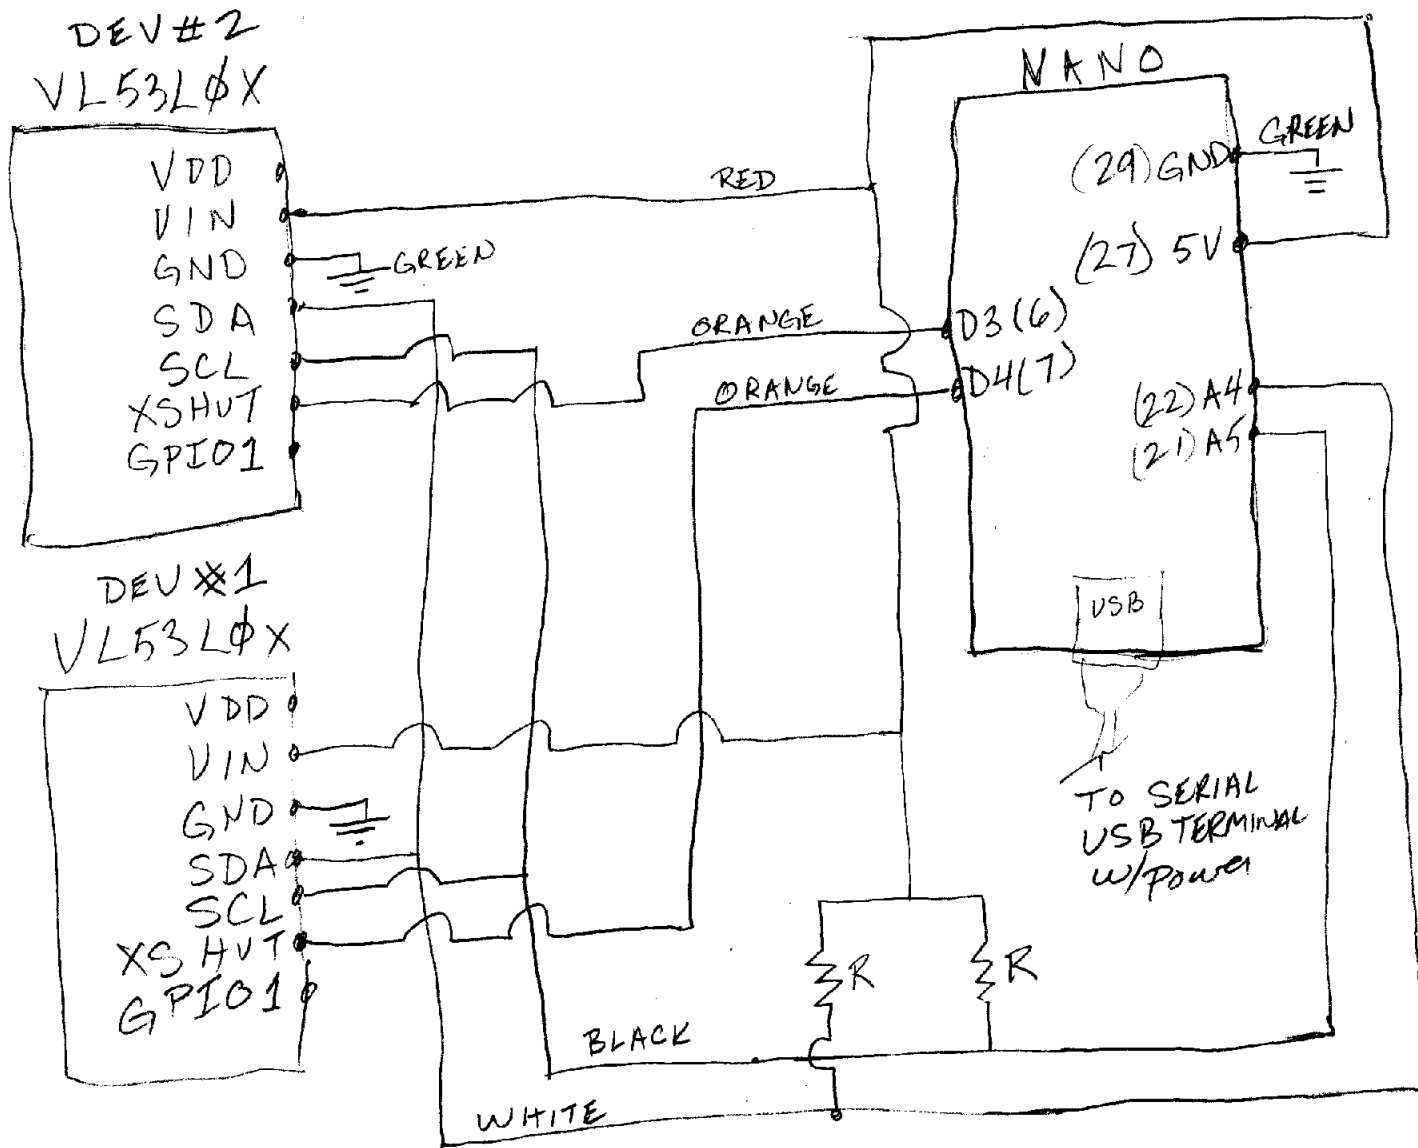 DEV#2
VL53LØX
VDD
VIN
GND
SDA
SCL
XSHUT
GPIO1
RED
GREEN
ORANGE
ORANGE
NANO
(29) GND
GREEN
(27) 5V
D3(6)
D4(7)
(22) A4
(21) A5
USB
TO SERIAL
USB TERMINAL
W/POWER
DEV #1
VL53LØX
VDD
VIN
GND
SDA
SCL
XSHUT
GPIO1
R
R
BLACK
WHITE